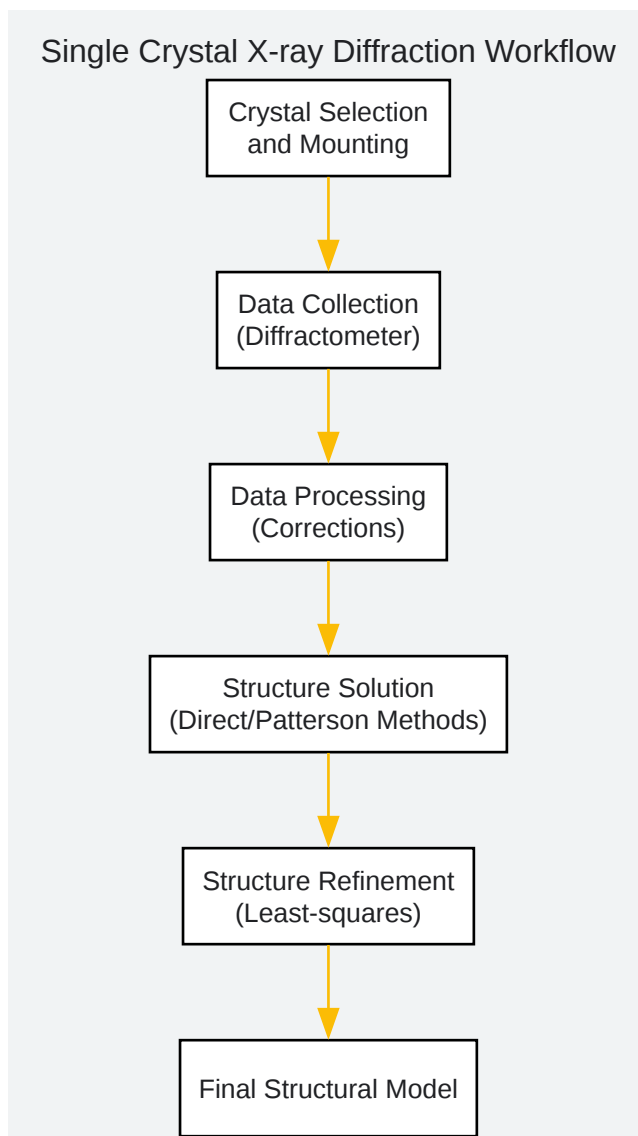 Single Crystal X-ray Diffraction Workflow
Crystal Selection
and Mounting
Data Collection
(Diffractometer)
Data Processing
(Corrections)
Structure Solution
(Direct/Patterson Methods)
Structure Refinement
(Least-squares)
Final Structural Model